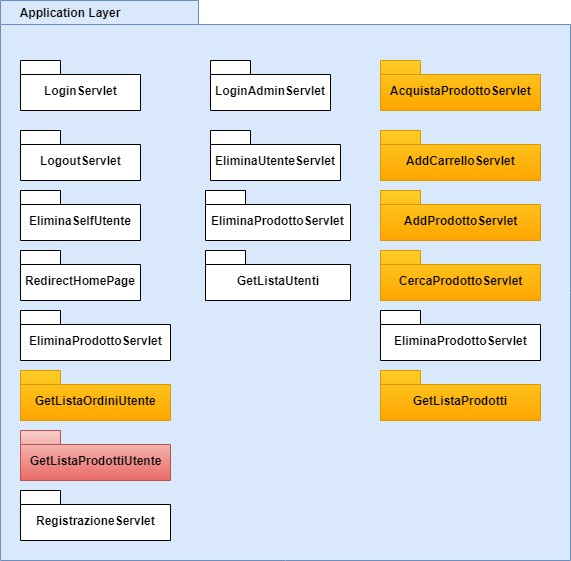 Application Layer
LoginServlet
LoginAdminServlet
AcquistaProdottoServlet
LogoutServlet
EliminaUtenteServlet
AddCarrelloServlet
EliminaSelfUtente
EliminaProdottoServlet
AddProdottoServlet
RedirectHomePage
GetListaUtenti
CercaProdottoServlet
EliminaProdottoServlet
EliminaProdottoServlet
GetListaOrdiniUtente
GetListaProdotti
GetListaProdottiUtente
RegistrazioneServlet